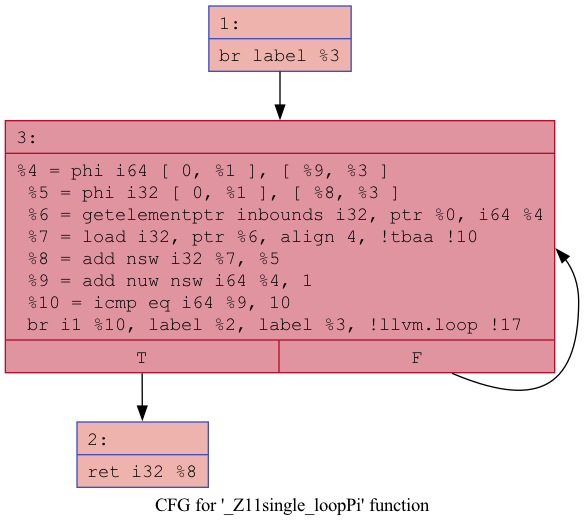 1:
br label %3
3:
%4 = phi i64 [ 0, %1 ], [ %9, %3 ]
%5 = phi i32 [ 0, %1 ], [ %8, %3 ]
%6 = getelementptr inbounds i32, ptr %0, i64 %4
%7 = load i32, ptr %6, align 4, !tbaa !10
%8 = add nsw i32 %7, %5
%9 = add nuw nsw i64 %4, 1
%10 = icmp eq i64 %9, 10
br i1 %10, label %2, label %3, !llvm.loop !17
T F
2:
ret i32 %8
CFG for '_Z11single_loopPi' function